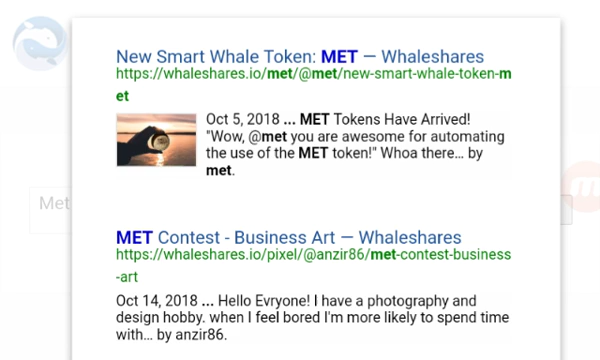 New Smart Whale Token: MET — Whaleshares
https://whaleshares.io/met/@met/new-smart-whale-token-m
et
Oct 5, 2018 ... MET Tokens Have Arrived!
"Wow, @met you are awesome for automating
the use of the MET token!" Whoa there… by
met.
Met
MET Contest - Business Art — Whaleshares
https://whaleshares.io/pixel/@anzir86/met-contest-business
-art
Oct 14, 2018 ... Hello Evryone! I have a photography and
design hobby. when I feel bored I'm more likely to spend time
with… by anzir86.